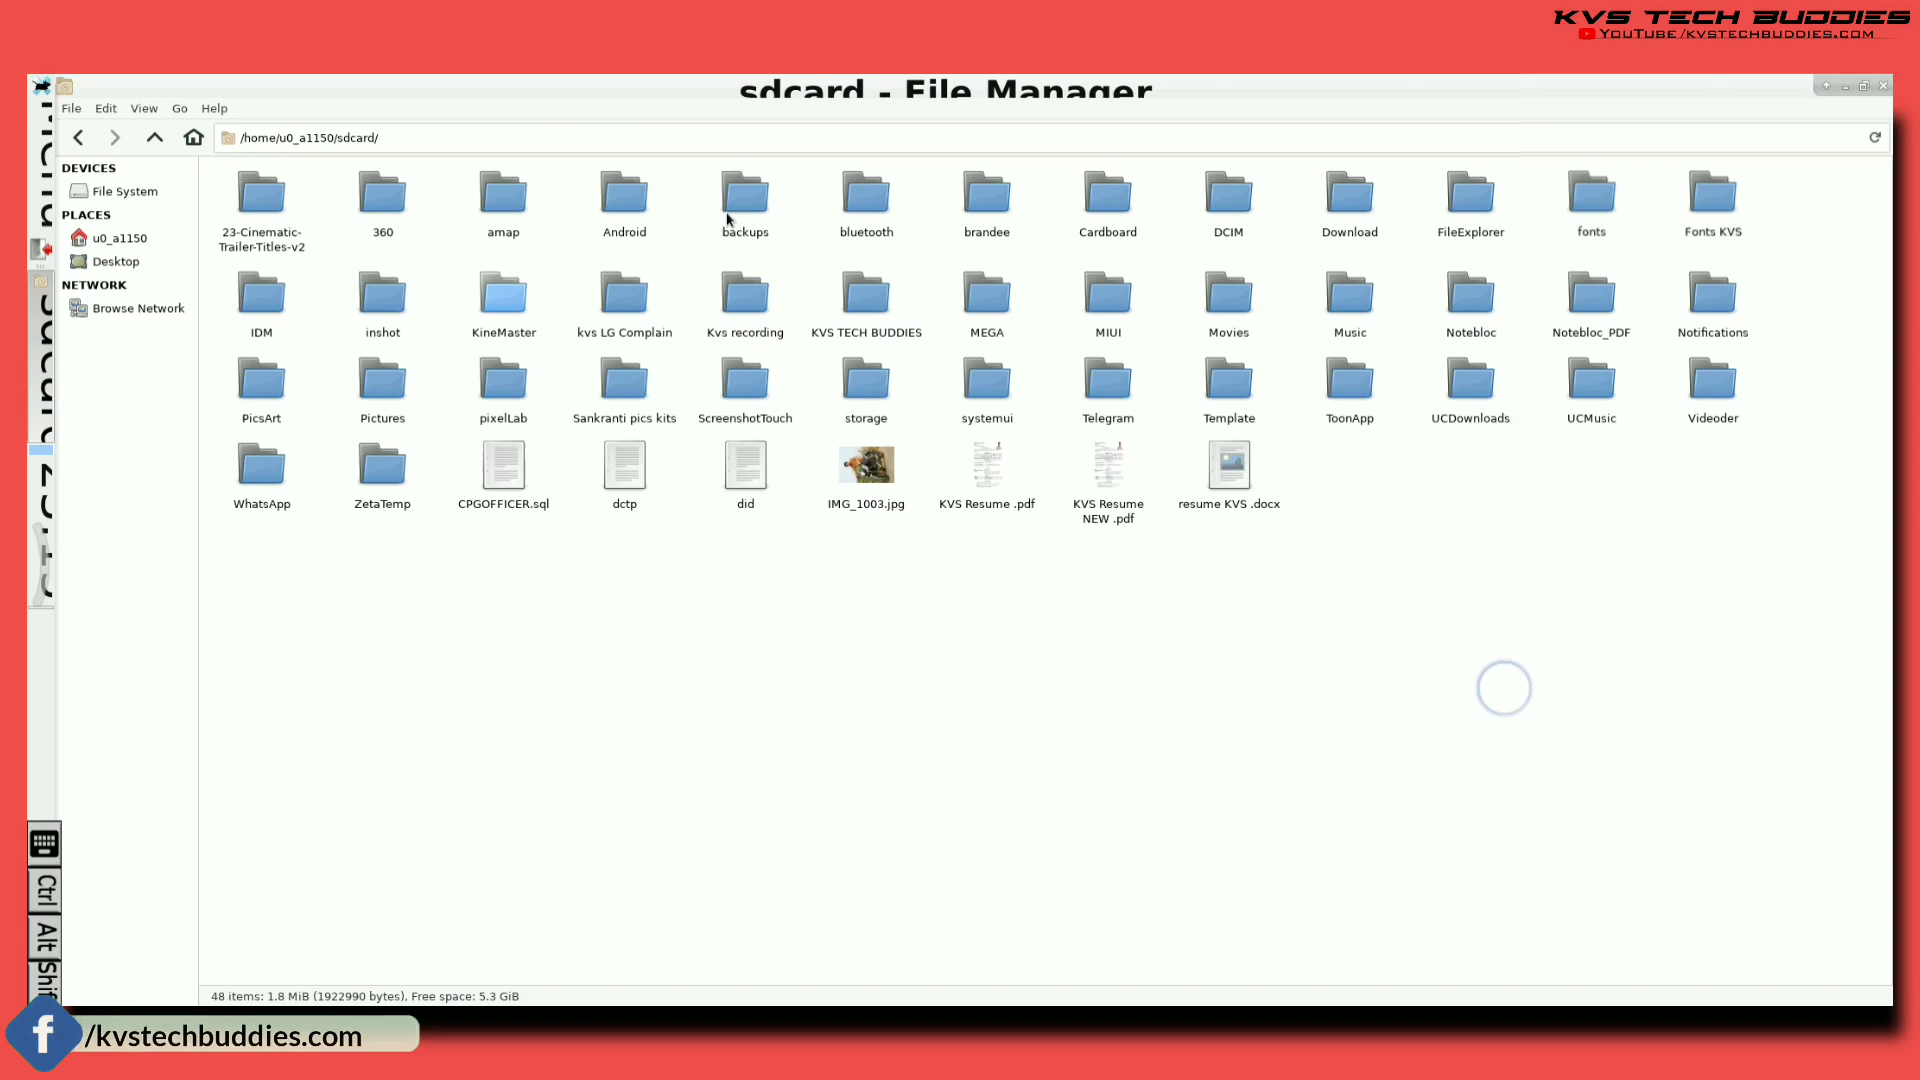 KVS TECH BUDDIES
YouTube/kvstechbuddies.com
sdcard - File Manager
File Edit View Go Help
/home/u0_a1150/sdcard/
DEVICES
File System
PLACES
u0_a1150
Desktop
NETWORK
Browse Network
23-Cinematic-
Trailer-Titles-v2
360
amap
Android
backups
bluetooth
brandee
Cardboard
DCIM
Download
FileExplorer
fonts
Fonts KVS
IDM
inshot
KineMaster
kvs LG Complain
Kvs recording
KVS TECH BUDDIES
MEGA
MIUI
Movies
Music
Notebloc
Notebloc_PDF
Notifications
PicsArt
Pictures
pixelLab
Sankranti pics kits
ScreenshotTouch
storage
systemui
Telegram
Template
ToonApp
UCDownloads
UCMusic
Videoder
WhatsApp
ZetaTemp
CPGOFFICER.sql
dctp
did
IMG_1003.jpg
KVS Resume .pdf
KVS Resume
NEW .pdf
resume KVS .docx
48 items: 1.8 MiB (1922990 bytes), Free space: 5.3 GiB
Ctrl
Alt
f /kvstechbuddies.com